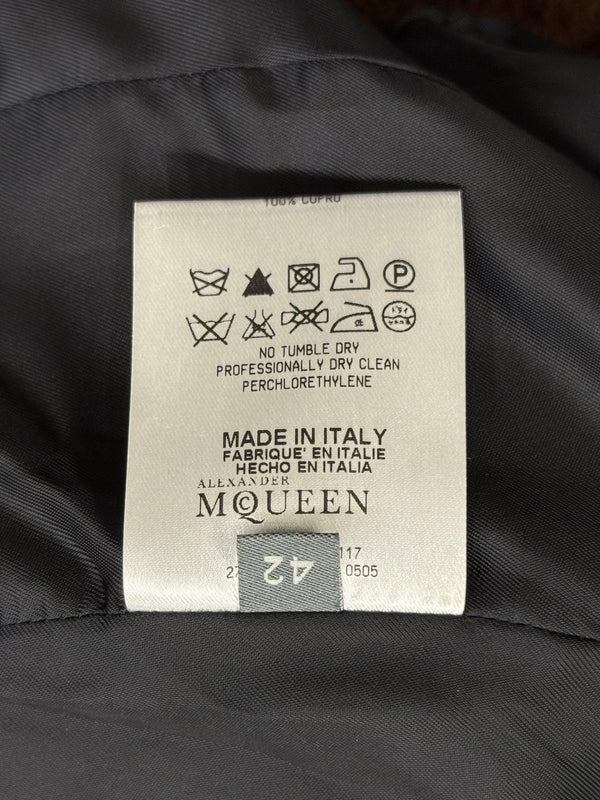 100% CUPRO
P
NO TUMBLE DRY
PROFESSIONALLY DRY CLEAN
PERCHLORETHYLENE
MADE IN ITALY
FABRIQUE' EN ITALIE
HECHO EN ITALIA
ALEXANDER
MCQUEEN
117
42
0505